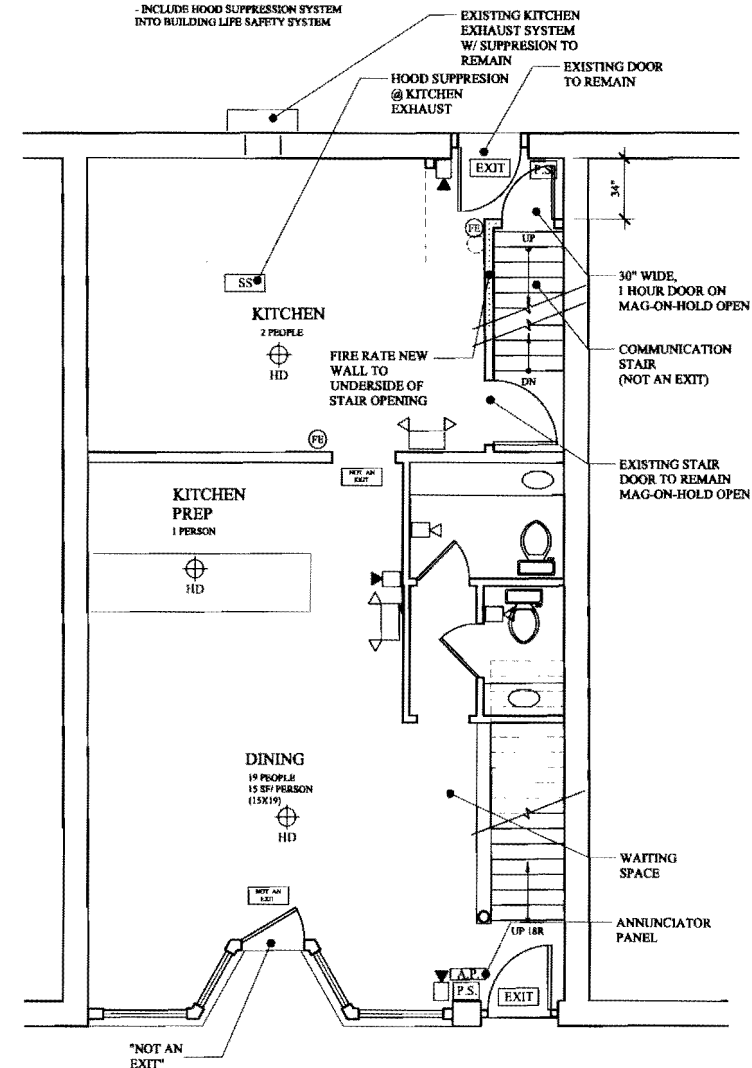 - INCLUDE HOOD SUPPRESSION SYSTEM
INTO BUILDING LIFE SAFETY SYSTEM
EXISTING KITCHEN
EXHAUST SYSTEM
W/ SUPPRESION TO
REMAIN
EXISTING DOOR
TO REMAIN
HOOD SUPPRESION
@ KITCHEN
EXHAUST
EXIT
P.S.
34"
FE
UP
SS
30" WIDE,
1 HOUR DOOR ON
MAG-ON-HOLD OPEN
KITCHEN
2 PEOPLE
HD
FIRE RATE NEW
WALL TO
UNDERSIDE OF
STAIR OPENING
COMMUNICATION
STAIR
(NOT AN EXIT)
DN
FE
NOT AN
EXIT
EXISTING STAIR
DOOR TO REMAIN
MAG-ON-HOLD OPEN
KITCHEN
PREP
1 PERSON
HD
DINING
19 PEOPLE
15 SF/ PERSON
(15X19)
HD
WAITING
SPACE
NOT AN
EXIT
UP 18R
ANNUNCIATOR
PANEL
A.P.
P.S.
EXIT
"NOT AN
EXIT"